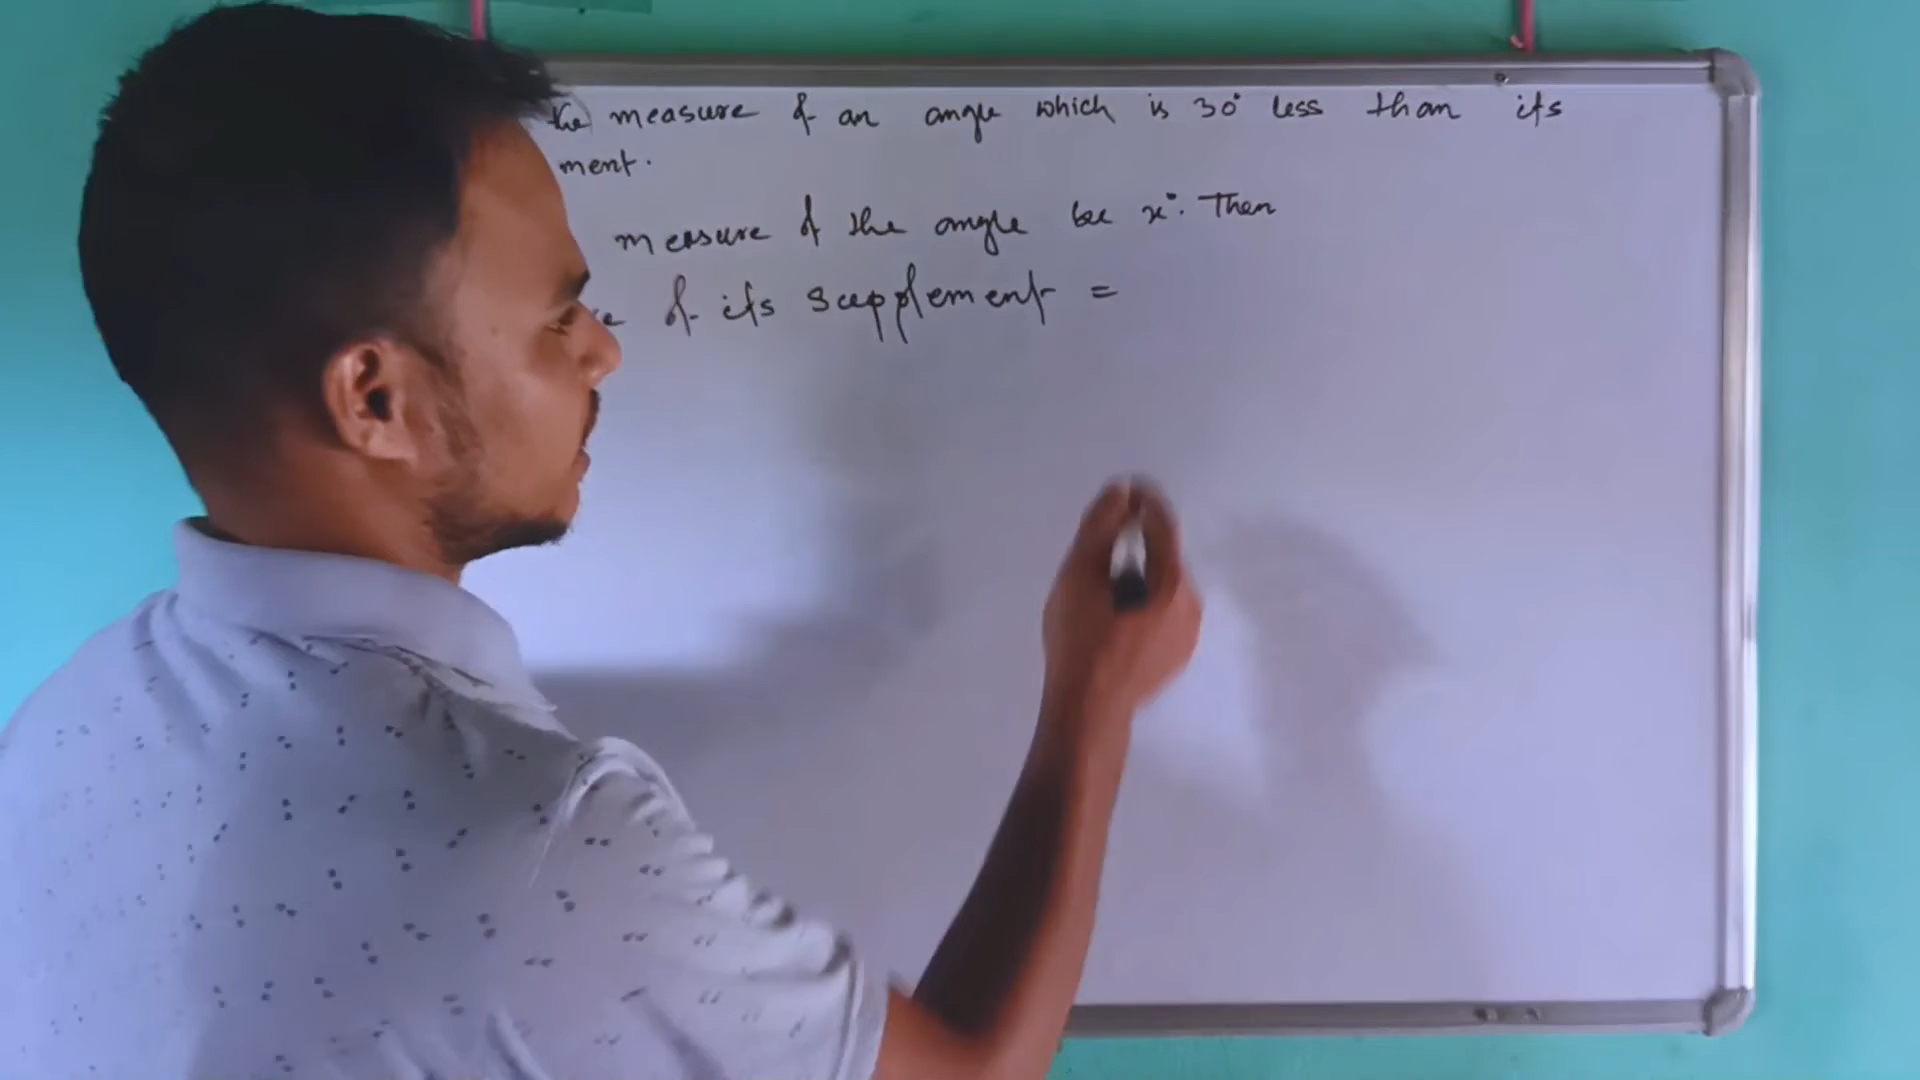 the measure of an angle which is 30° less than its
ment.
measure of the angle be x°. Then
of its supplement =